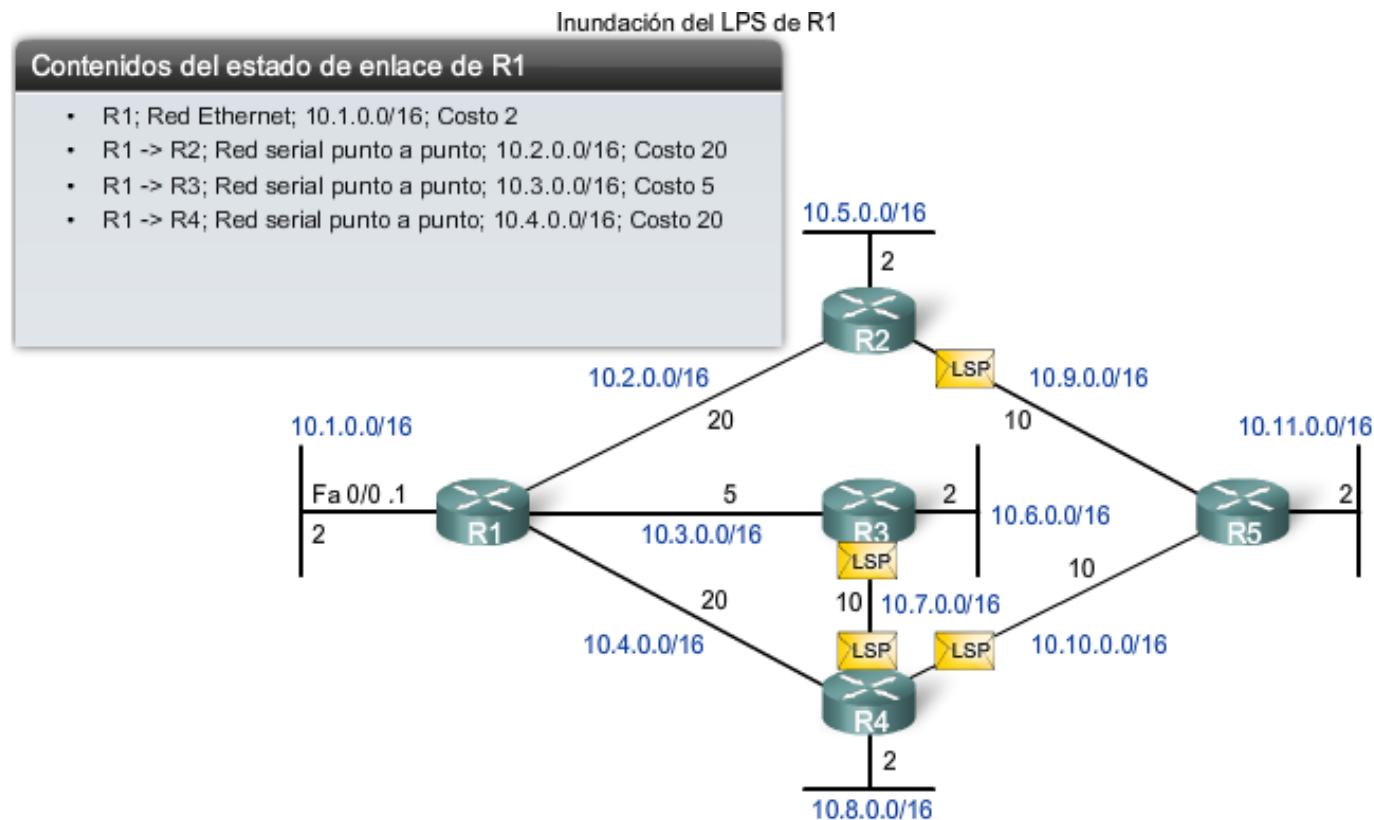 Inundación del LPS de R1
Contenidos del estado de enlace de R1
• R1; Red Ethernet; 10.1.0.0/16; Costo 2
• R1 -> R2; Red serial punto a punto; 10.2.0.0/16; Costo 20
• R1 -> R3; Red serial punto a punto; 10.3.0.0/16; Costo 5
• R1 -> R4; Red serial punto a punto; 10.4.0.0/16; Costo 20
10.5.0.0/16
2
R2
LSP
10.2.0.0/16
10.9.0.0/16
20
10
10.1.0.0/16
10.11.0.0/16
Fa 0/0 .1
2
R1
5
10.3.0.0/16
R3
2
10.6.0.0/16
R5
2
LSP
10
10.7.0.0/16
10
20
10.4.0.0/16
LSP
LSP
10.10.0.0/16
R4
2
10.8.0.0/16